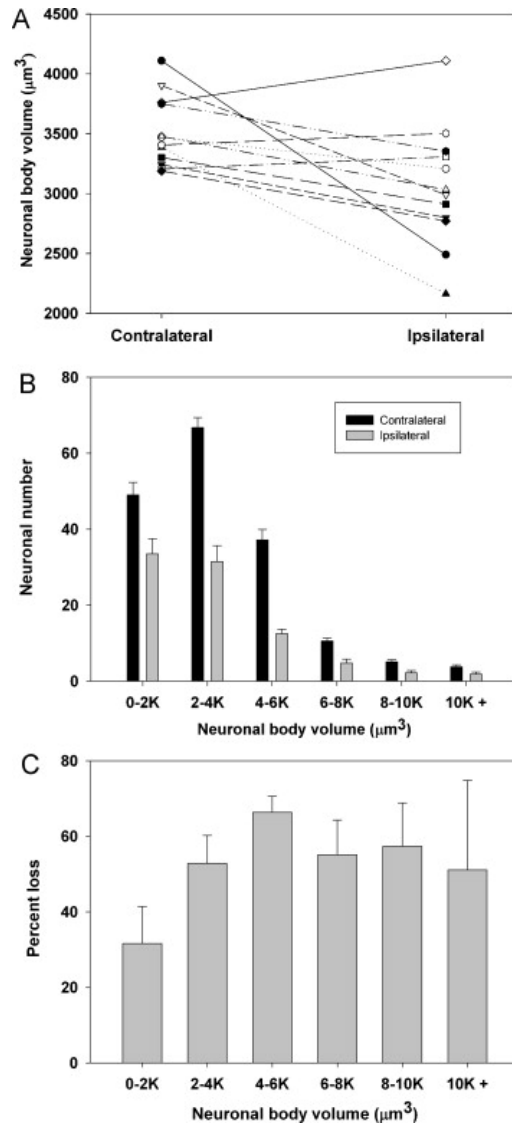 A
Neuronal body volume (μm³)
4500
4000
3500
3000
2500
2000
Contralateral
Ipsilateral
B
Neuronal number
80
60
40
20
0
Contralateral
Ipsilateral
0-2K
2-4K
4-6K
6-8K
8-10K
10K +
Neuronal body volume (μm³)
C
Percent loss
80
60
40
20
0
0-2K
2-4K
4-6K
6-8K
8-10K
10K +
Neuronal body volume (μm³)